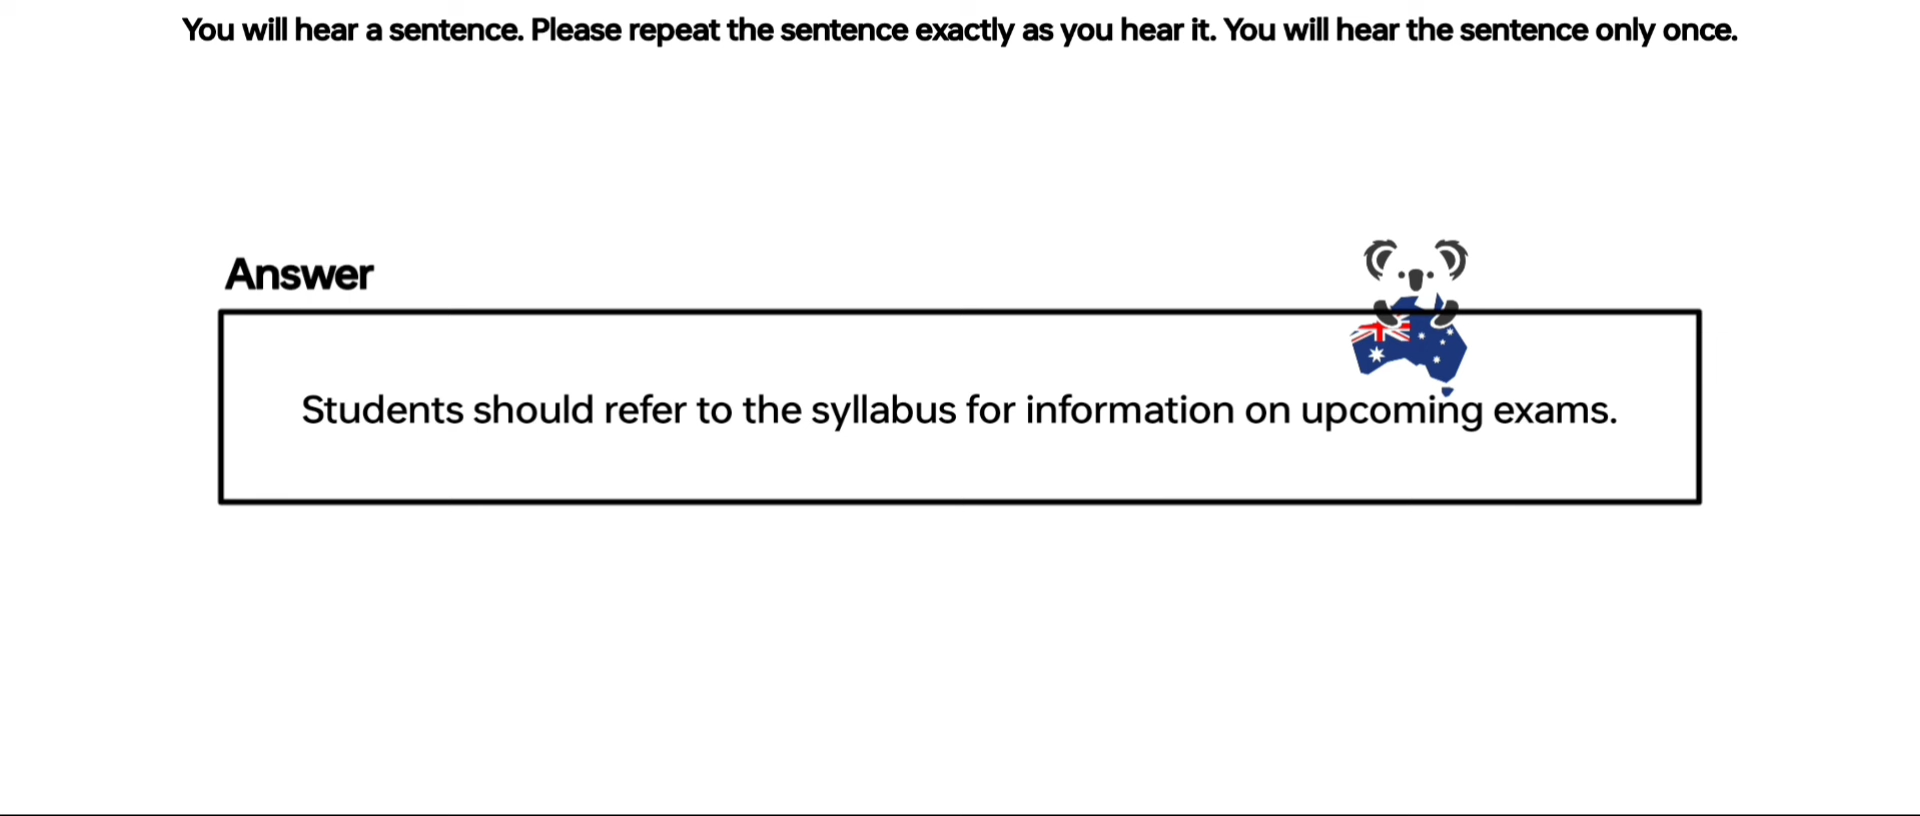 You will hear a sentence. Please repeat the sentence exactly as you hear it. You will hear the sentence only once.
Answer
Students should refer to the syllabus for information on upcoming exams.